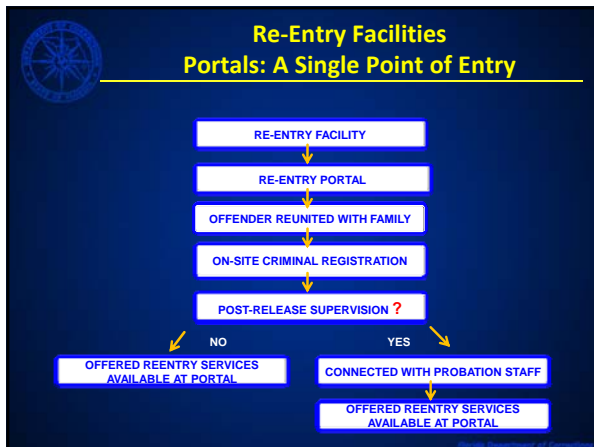 Re-Entry Facilities
Portals: A Single Point of Entry
RE-ENTRY FACILITY
RE-ENTRY PORTAL
OFFENDER REUNITED WITH FAMILY
ON-SITE CRIMINAL REGISTRATION
POST-RELEASE SUPERVISION ?
NO
YES
OFFERED REENTRY SERVICES
AVAILABLE AT PORTAL
CONNECTED WITH PROBATION STAFF
OFFERED REENTRY SERVICES
AVAILABLE AT PORTAL
Florida Department of Corrections